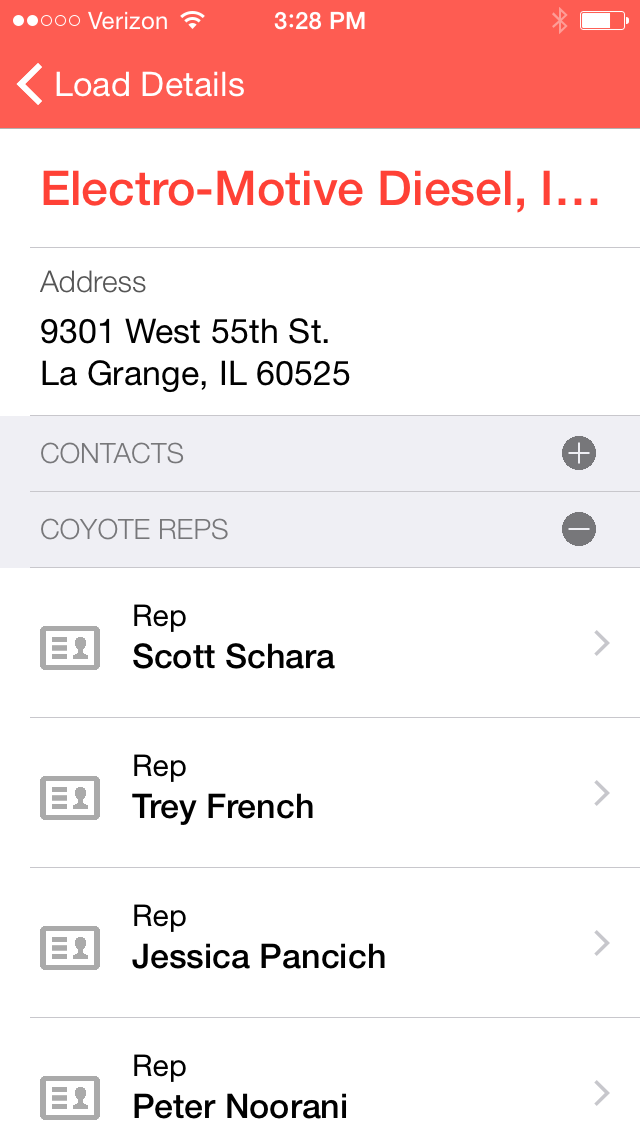 Verizon 3:28 PM
Load Details
Electro-Motive Diesel, I...
Address
9301 West 55th St.
La Grange, IL 60525
CONTACTS
COYOTE REPS
Rep
Scott Schara
Rep
Trey French
Rep
Jessica Pancich
Rep
Peter Noorani